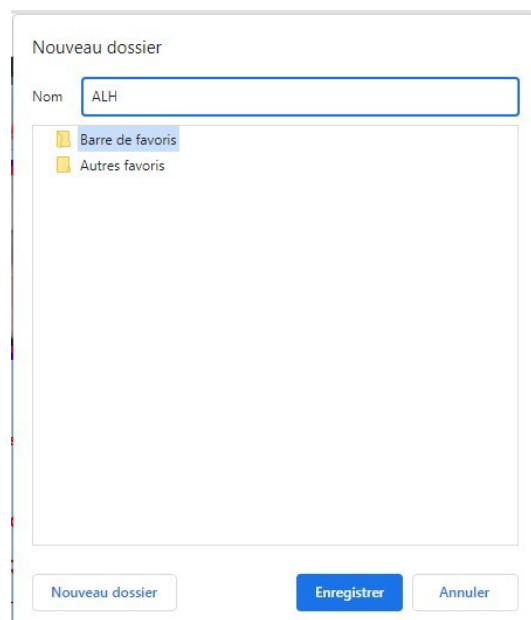 Nouveau dossier
Nom ALH
Barre de favoris
Autres favoris
Nouveau dossier Enregistrer Annuler